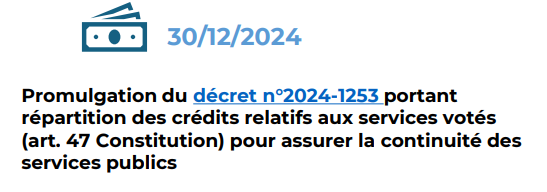 30/12/2024
Promulgation du décret n°2024-1253 portant
répartition des crédits relatifs aux services votés
(art. 47 Constitution) pour assurer la continuité des
services publics